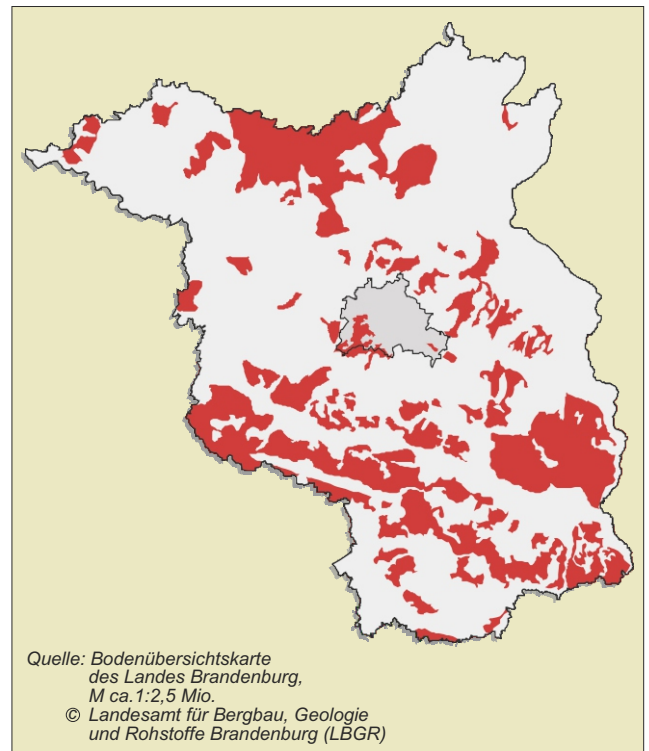 Quelle: Bodenübersichtskarte
des Landes Brandenburg,
M ca.1:2,5 Mio.
© Landesamt für Bergbau, Geologie
und Rohstoffe Brandenburg (LBGR)